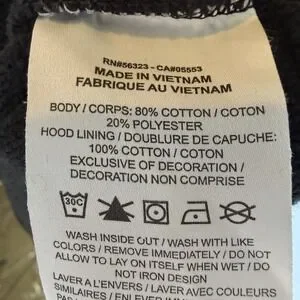 RN#56323 - CA#05553
MADE IN VIETNAM
FABRIQUE AU VIETNAM
BODY / CORPS: 80% COTTON / COTON
20% POLYESTER
HOOD LINING / DOUBLURE DE CAPUCHE:
100% COTTON / COTON
EXCLUSIVE OF DECORATION /
DECORATION NON COMPRISE
30C
WASH INSIDE OUT / WASH WITH LIKE
COLORS / REMOVE IMMEDIATELY / DO NOT
ALLOW TO LAY ON ITSELF WHEN WET / DO
NOT IRON DESIGN
LAVER A L'ENVERS / LAVER AVEC COULEURS
SIMILAIRES / ENLEVER IMMEDIATEMENT